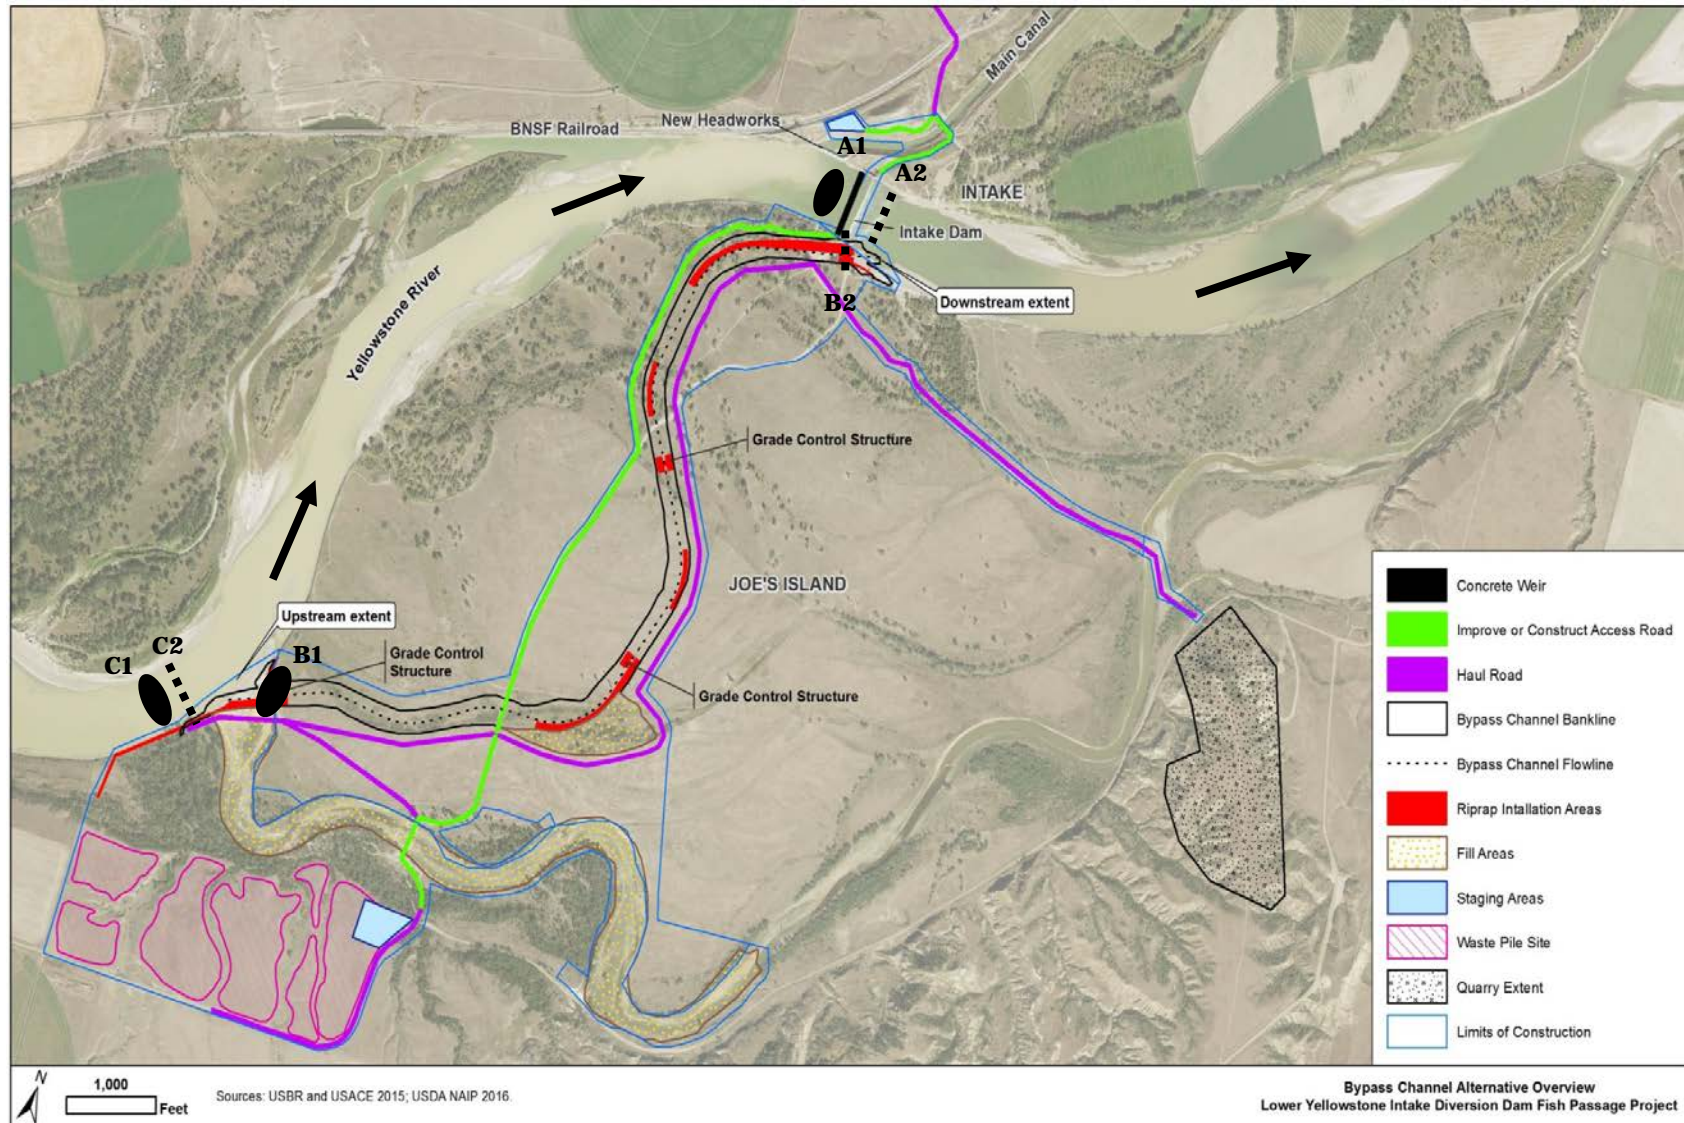 Main Canal
BNSF Railroad
New Headworks
A1
A2
INTAKE
Intake Dam
B2
Downstream extent
Yellowstone River
Grade Control Structure
JOE'S ISLAND
Upstream extent
C1
C2
B1
Grade Control
Structure
Grade Control Structure
Concrete Weir
Improve or Construct Access Road
Haul Road
Bypass Channel Bankline
Bypass Channel Flowline
Riprap Intallation Areas
Fill Areas
Staging Areas
Waste Pile Site
Quarry Extent
Limits of Construction
N
1,000
Feet
Sources: USBR and USACE 2015; USDA NAIP 2016.
Bypass Channel Alternative Overview
Lower Yellowstone Intake Diversion Dam Fish Passage Project